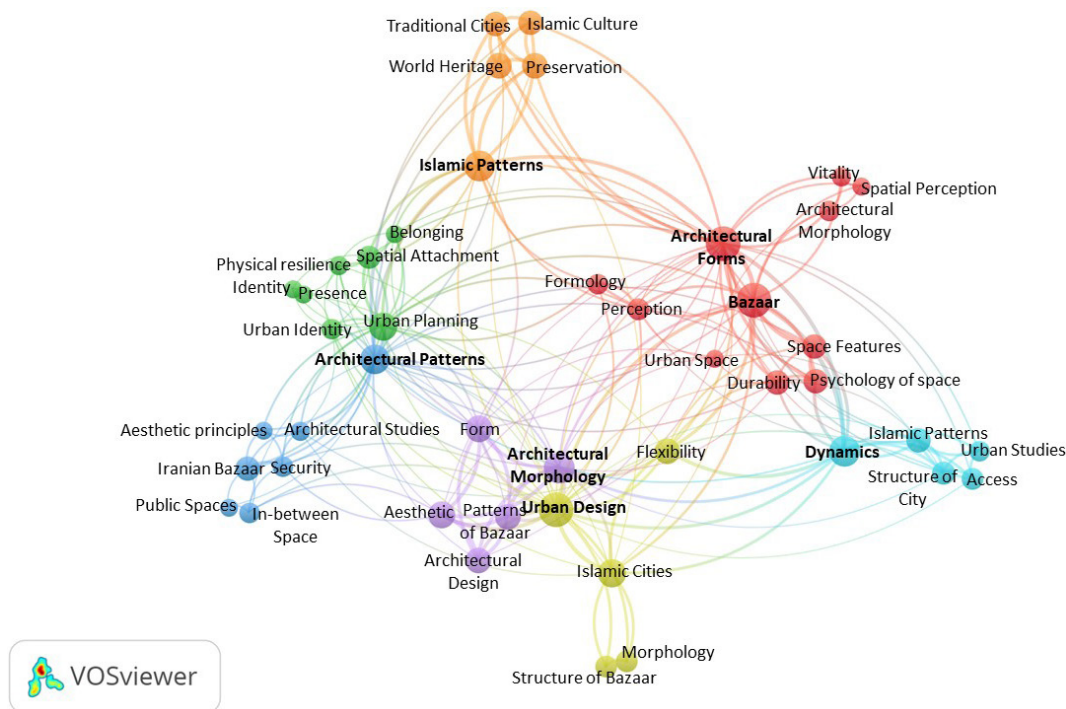 Traditional Cities
Islamic Culture
World Heritage
Preservation
Islamic Patterns
Vitality
Spatial Perception
Architectural
Morphology
Belonging
Spatial Attachment
Architectural
Forms
Physical resilience
Identity
Presence
Formology
Bazaar
Perception
Urban Identity
Urban Planning
Architectural Patterns
Urban Space
Space Features
Durability
Psychology of space
Aesthetic principles
Architectural Studies
Form
Islamic Patterns
Iranian Bazaar
Security
Architectural
Morphology
Flexibility
Dynamics
Urban Studies
Structure of
City
Access
Public Spaces
In-between
Space
Aesthetic
Patterns
of Bazaar
Urban Design
Architectural
Design
Islamic Cities
Morphology
Structure of Bazaar
VOSviewer